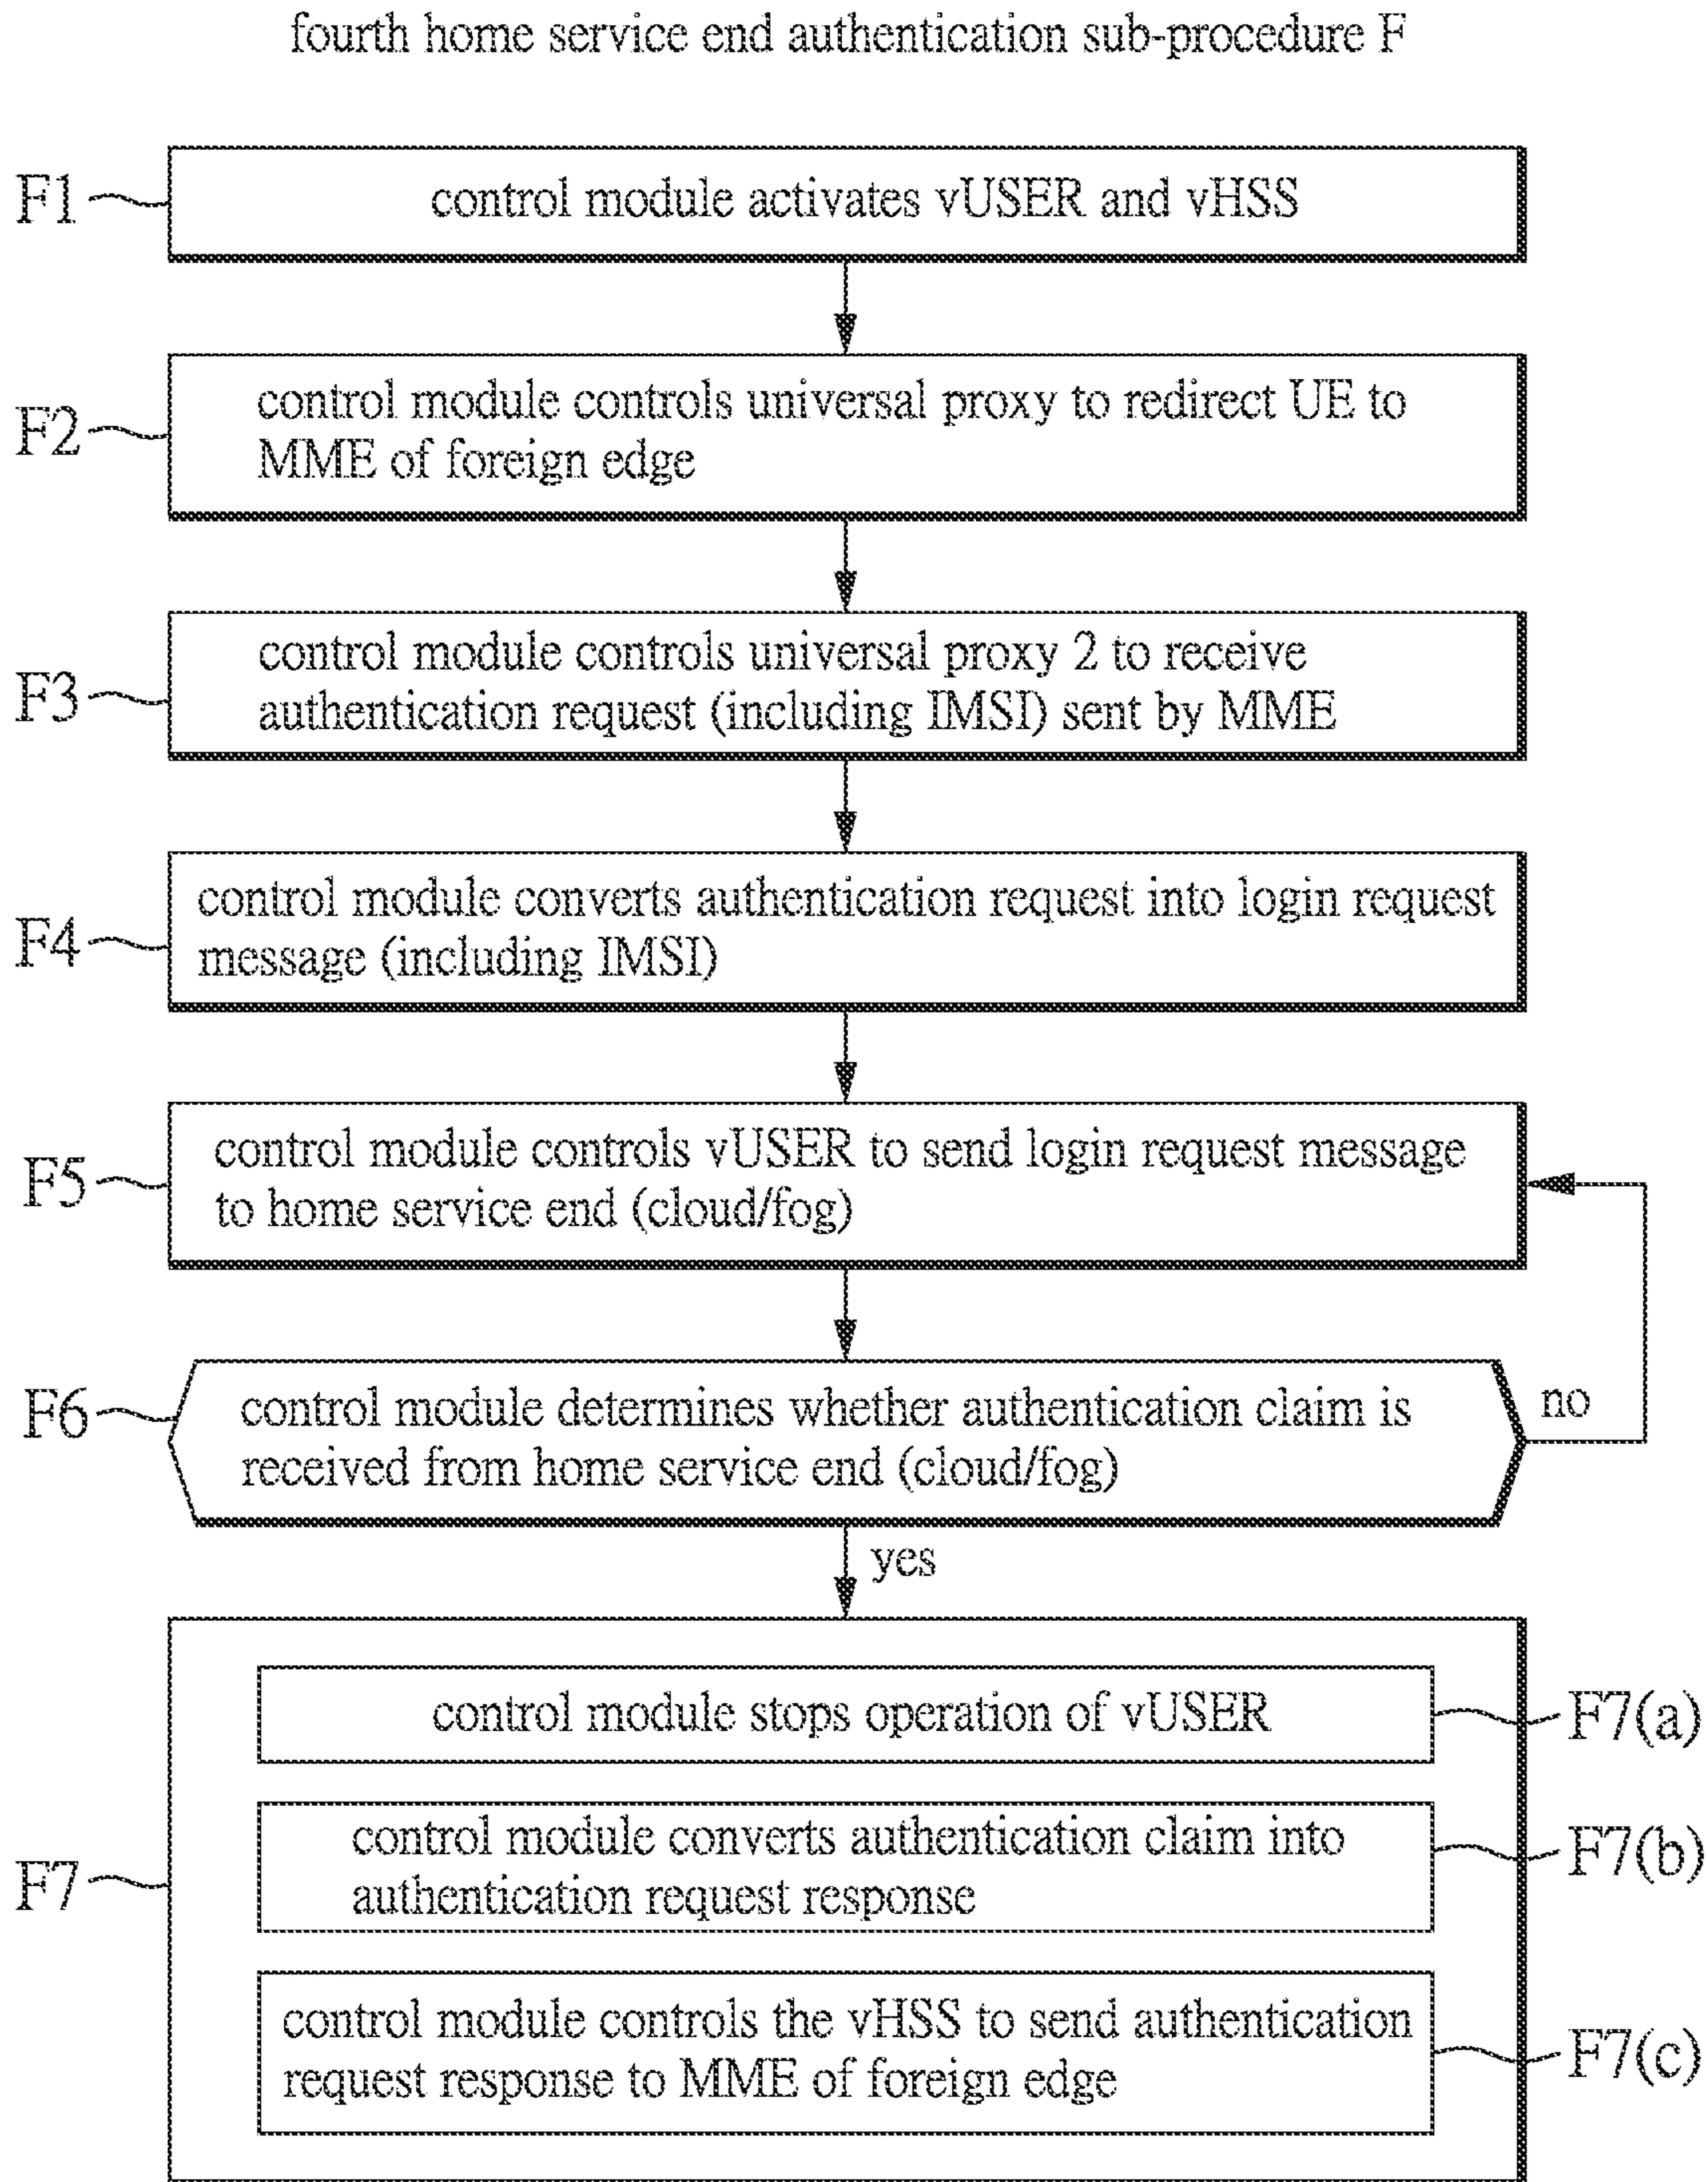 fourth home service end authentication sub-procedure F
F1
control module activates vUSER and vHSS
F2
control module controls universal proxy to redirect UE to
MME of foreign edge
F3
control module controls universal proxy 2 to receive
authentication request (including IMSI) sent by MME
F4
control module converts authentication request into login request
message (including IMSI)
F5
control module controls vUSER to send login request message
to home service end (cloud/fog)
F6
control module determines whether authentication claim is
received from home service end (cloud/fog)
no
yes
F7
control module stops operation of vUSER
F7(a)
control module converts authentication claim into
authentication request response
F7(b)
control module controls the vHSS to send authentication
request response to MME of foreign edge
F7(c)